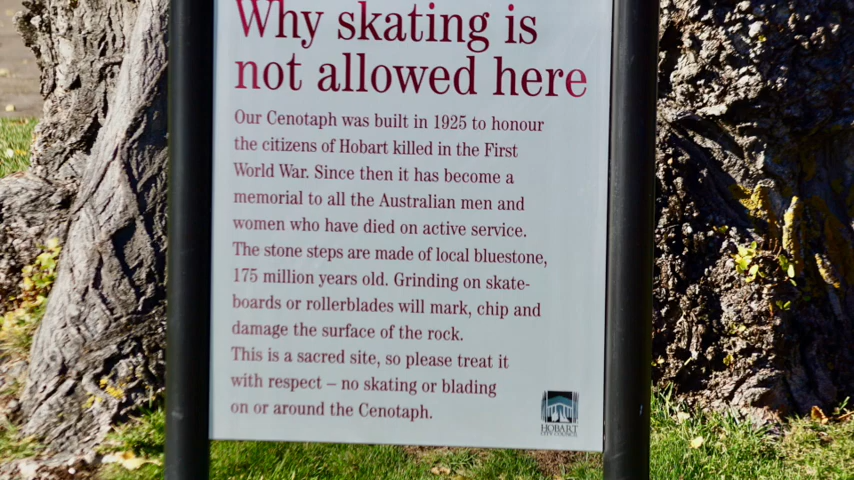 Why skating is
not allowed here
Our Cenotaph was built in 1925 to honour
the citizens of Hobart killed in the First
World War. Since then it has become a
memorial to all the Australian men and
women who have died on active service.
The stone steps are made of local bluestone,
175 million years old. Grinding on skate-
boards or rollerblades will mark, chip and
damage the surface of the rock.
This is a sacred site, so please treat it
with respect – no skating or blading
on or around the Cenotaph.
HOBART
CITY COUNCIL